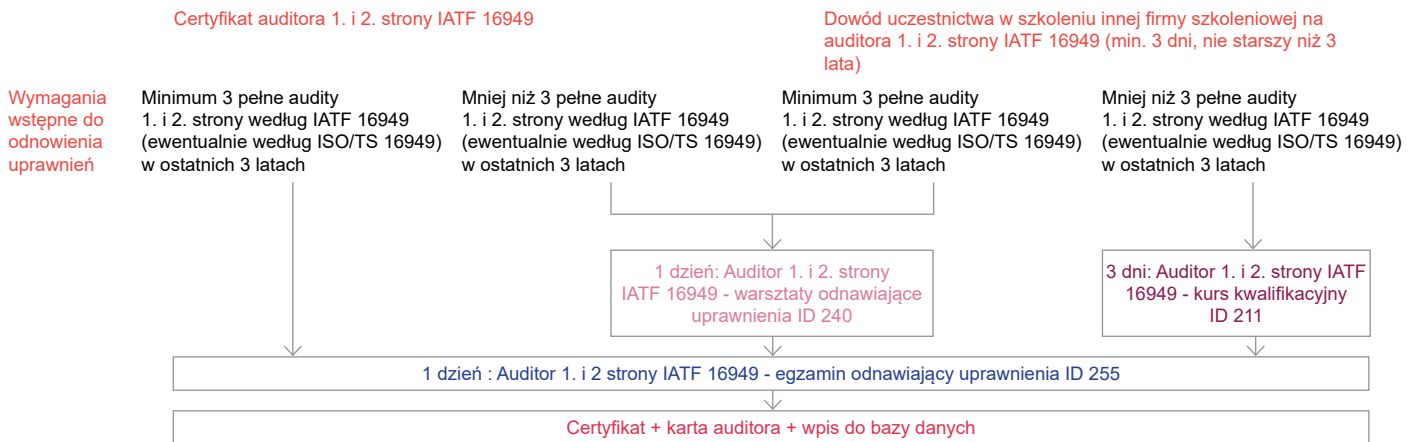 Certyfikat auditora 1. i 2. strony IATF 16949
Dowód uczestnictwa w szkoleniu innej firmy szkoleniowej na
auditora 1. i 2. strony IATF 16949 (min. 3 dni, nie starszy niż 3
lata)
Wymagania
wstępne do
odnowienia
uprawnień
Minimum 3 pełne audity
1. i 2. strony według IATF 16949
(ewentualnie według ISO/TS 16949)
w ostatnich 3 latach
Mniej niż 3 pełne audity
1. i 2. strony według IATF 16949
(ewentualnie według ISO/TS 16949)
w ostatnich 3 latach
Minimum 3 pełne audity
1. i 2. strony według IATF 16949
(ewentualnie według ISO/TS 16949)
w ostatnich 3 latach
Mniej niż 3 pełne audity
1. i 2. strony według IATF 16949
(ewentualnie według ISO/TS 16949)
w ostatnich 3 latach
1 dzień: Auditor 1. i 2. strony
IATF 16949 - warsztaty odnawiające
uprawnienia ID 240
3 dni: Auditor 1. i 2. strony IATF
16949 - kurs kwalifikacyjny
ID 211
1 dzień : Auditor 1. i 2 strony IATF 16949 - egzamin odnawiający uprawnienia ID 255
Certyfikat + karta auditora + wpis do bazy danych